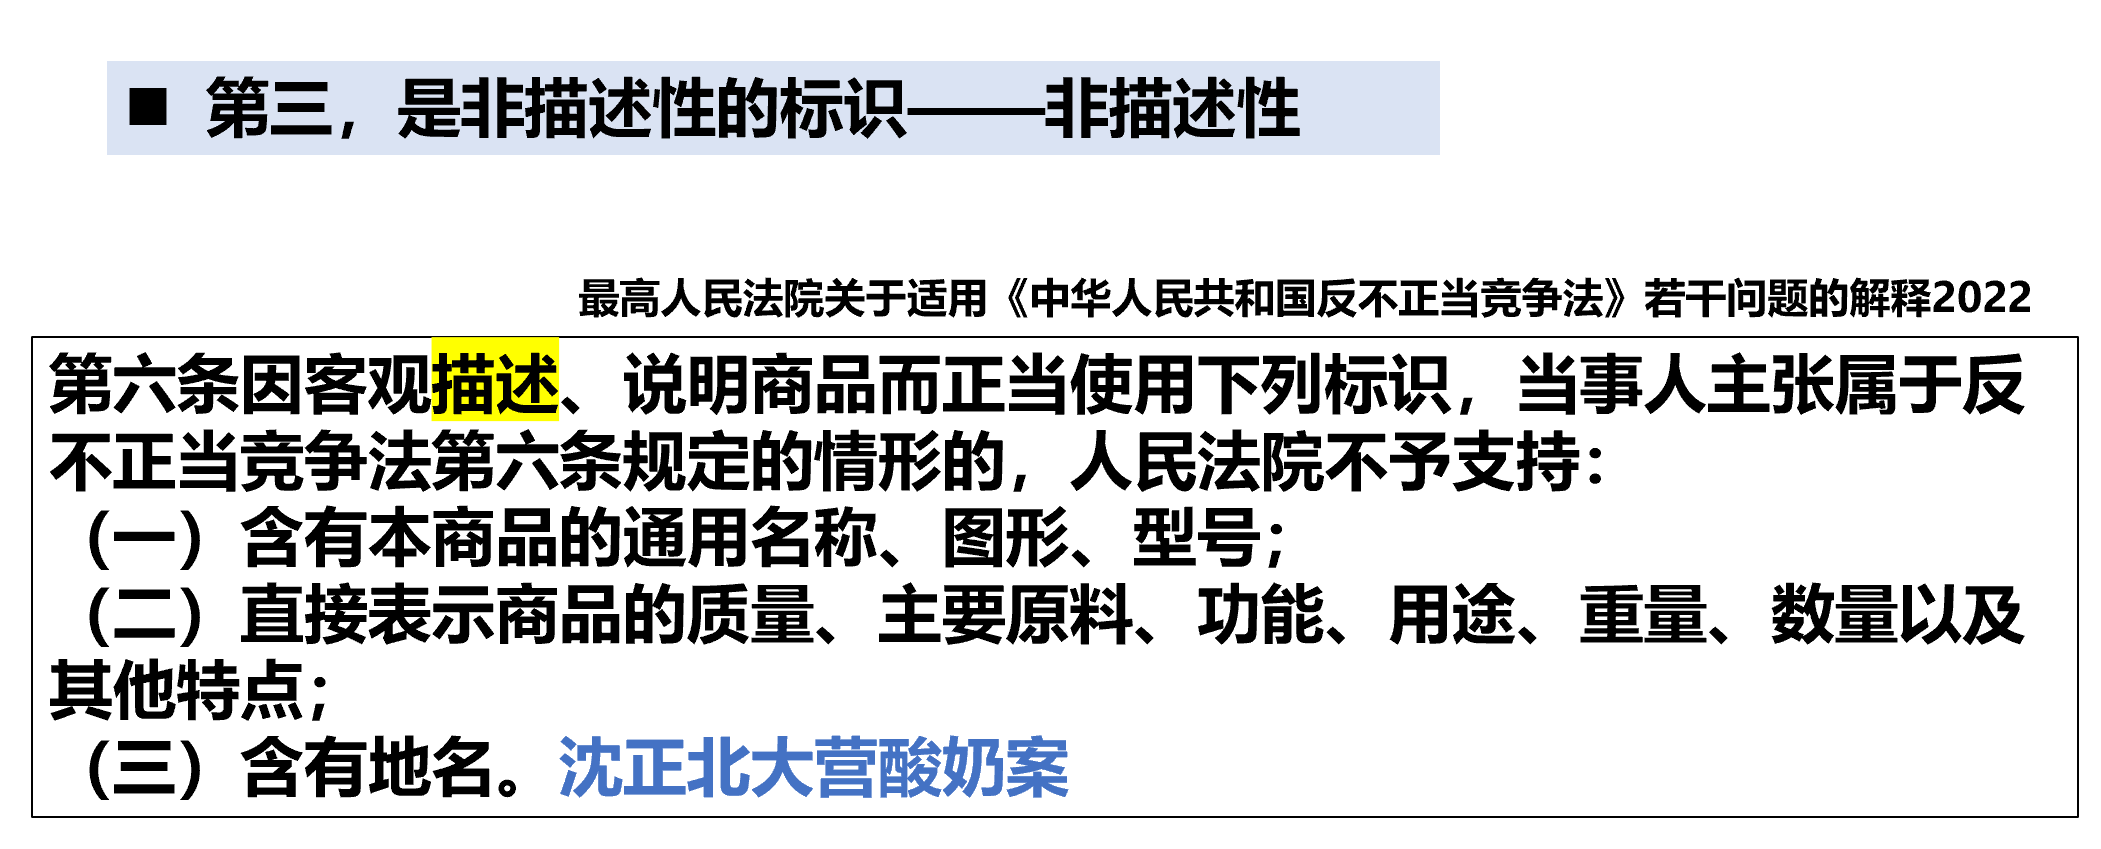 ■ 第三，是非描述性的标识——非描述性
最高人民法院关于适用《中华人民共和国反不正当竞争法》若干问题的解释2022
第六条因客观描述、说明商品而正当使用下列标识，当事人主张属于反
不正当竞争法第六条规定的情形的，人民法院不予支持：
（一）含有本商品的通用名称、图形、型号；
（二）直接表示商品的质量、主要原料、功能、用途、重量、数量以及
其他特点；
（三）含有地名。沈正北大营酸奶案